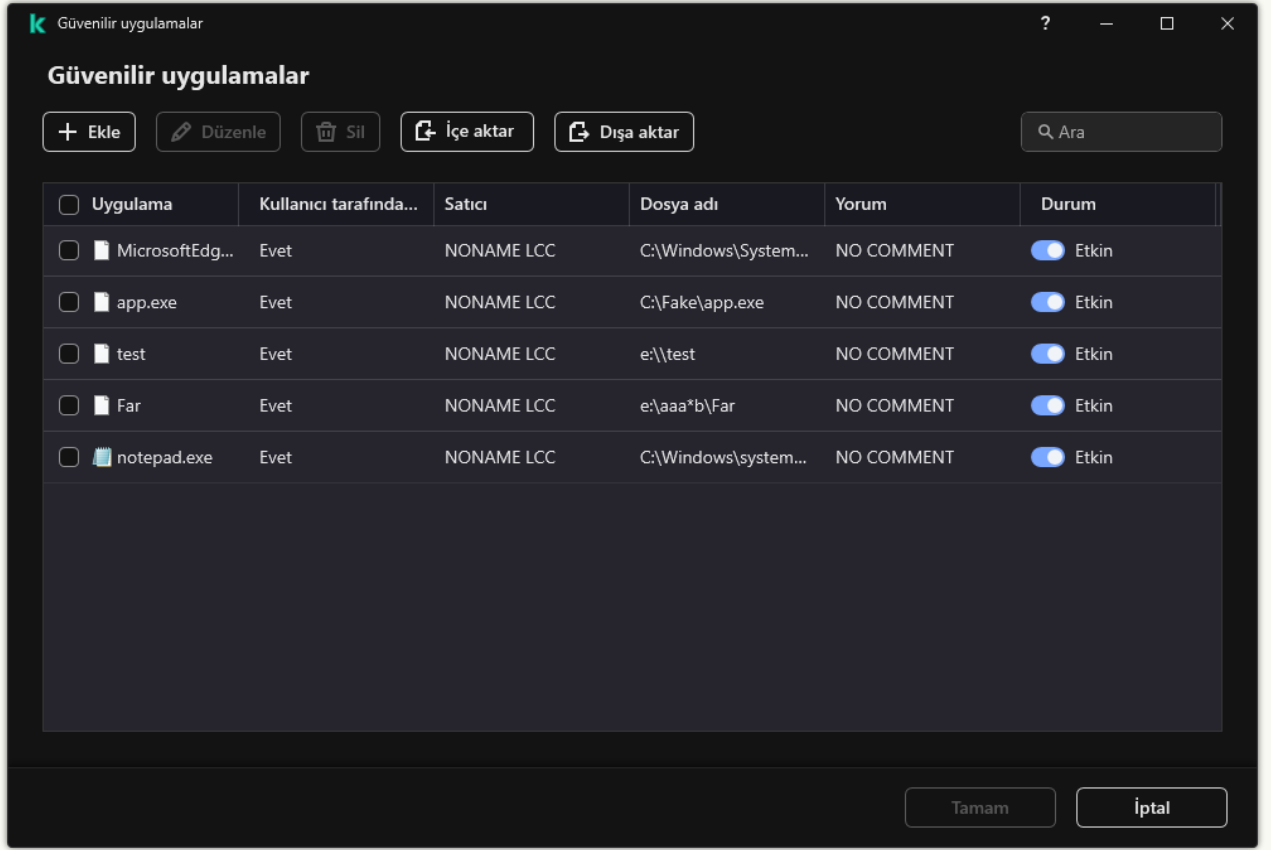 Güvenilir uygulamalar
?
Güvenilir uygulamalar
Ekle Düzenle Sil İçe aktar Dışa aktar Ara
Uygulama Kullanıcı tarafında... Satıcı Dosya adı Yorum Durum
MicrosoftEdg... Evet NONAME LCC C:\Windows\System... NO COMMENT Etkin
app.exe Evet NONAME LCC C:\Fake\app.exe NO COMMENT Etkin
test Evet NONAME LCC e:\\test NO COMMENT Etkin
Far Evet NONAME LCC e:\aaa*b\Far NO COMMENT Etkin
notepad.exe Evet NONAME LCC C:\Windows\system... NO COMMENT Etkin
Tamam İptal